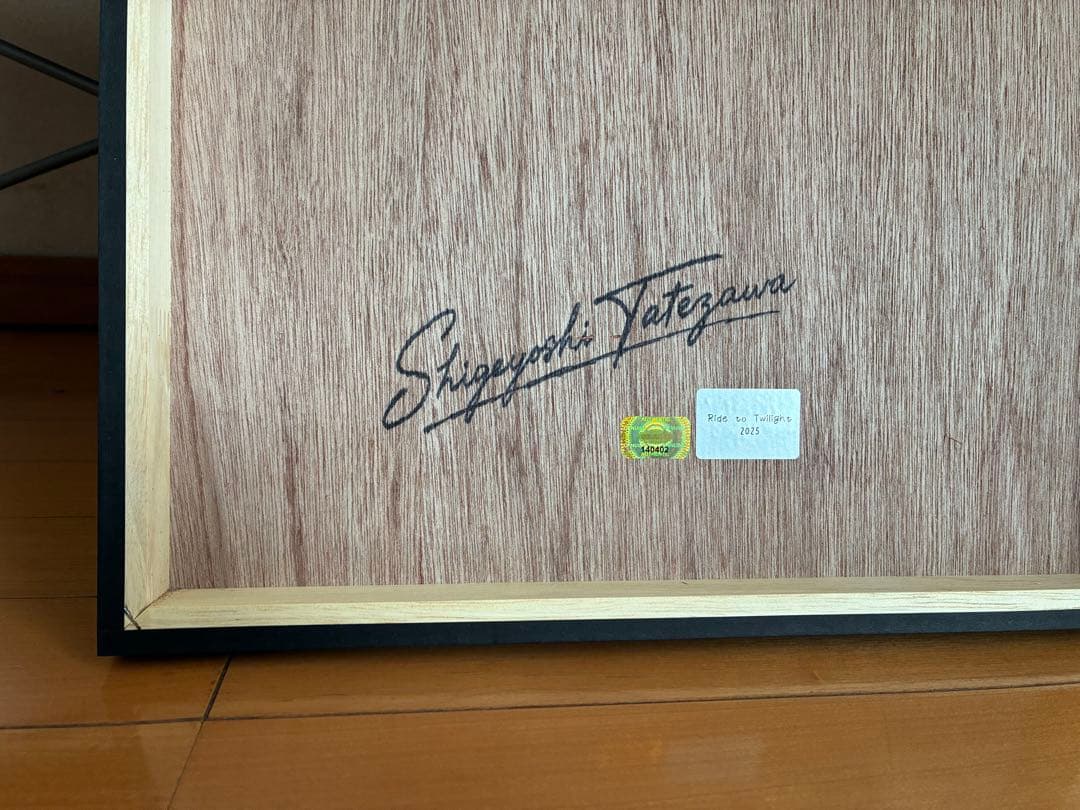 Shigeyoshi Tatezawa
Ride to Twilight
2025
140402